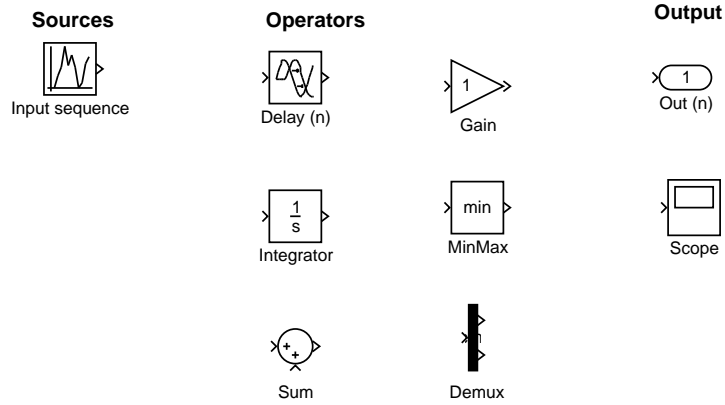 Sources
Operators
Output
Input sequence
Delay (n)
1
Gain
1
Out (n)
1
s
Integrator
min
MinMax
Scope
+
+
Sum
Demux